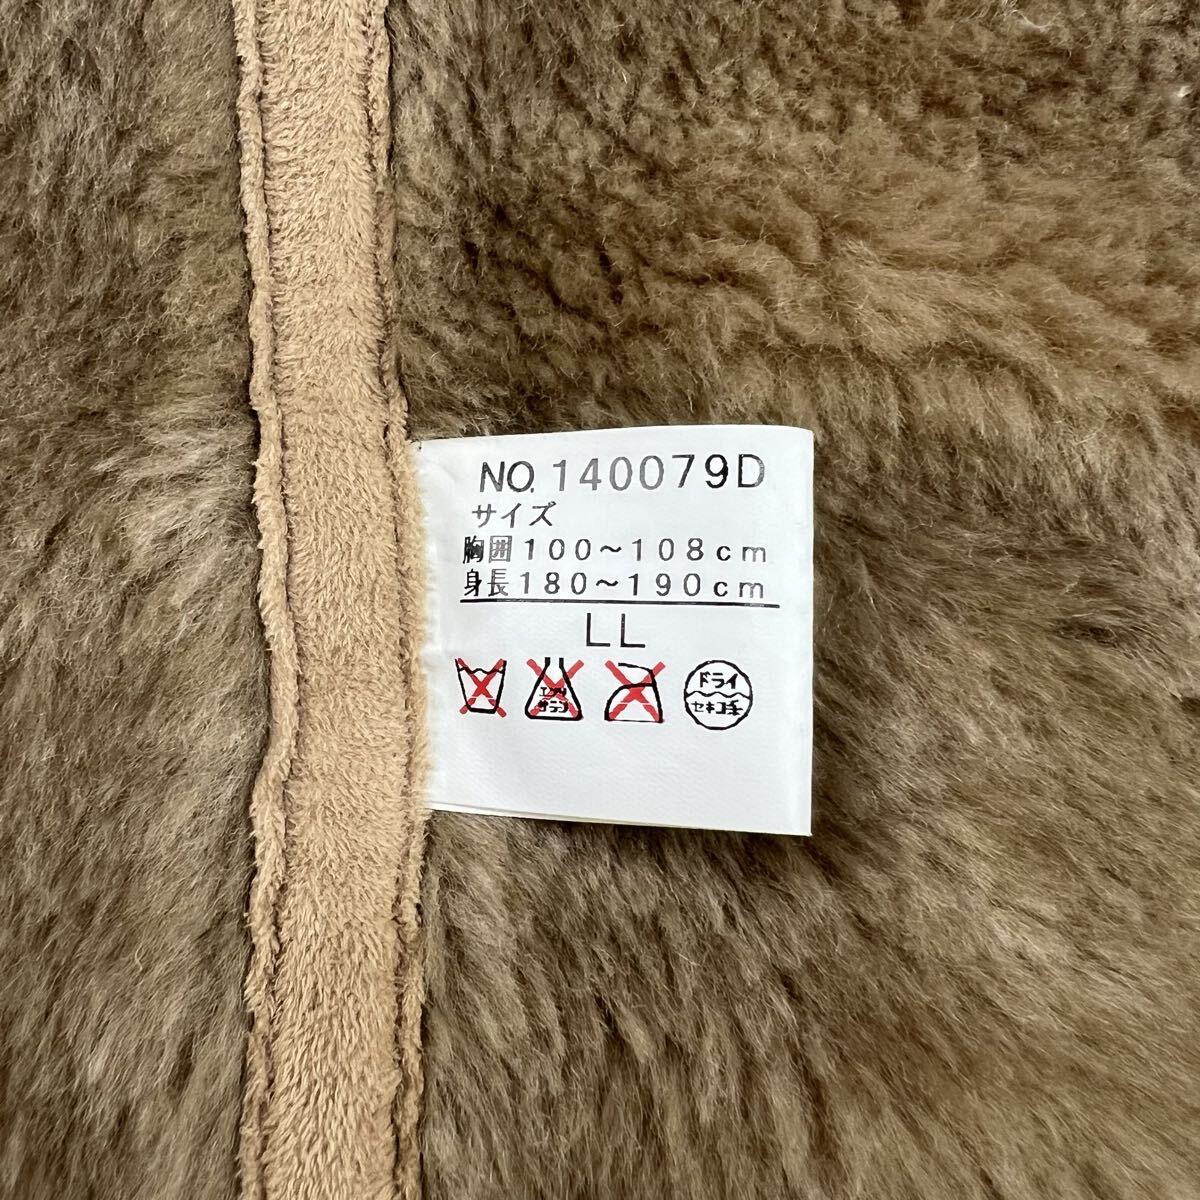 NO.140079D
サイズ
胸囲100～108cm
身長180～190cm
LL
エンソ
サラシ
ドライ
セキユ系